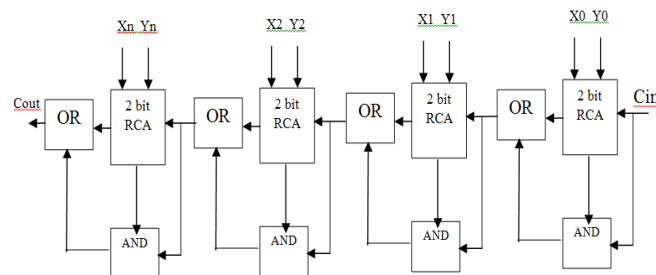 Xn Yn
X2 Y2
X1 Y1
X0 Y0
Cout
OR
2 bit
RCA
OR
2 bit
RCA
OR
2 bit
RCA
OR
2 bit
RCA
Cin
AND
AND
AND
AND